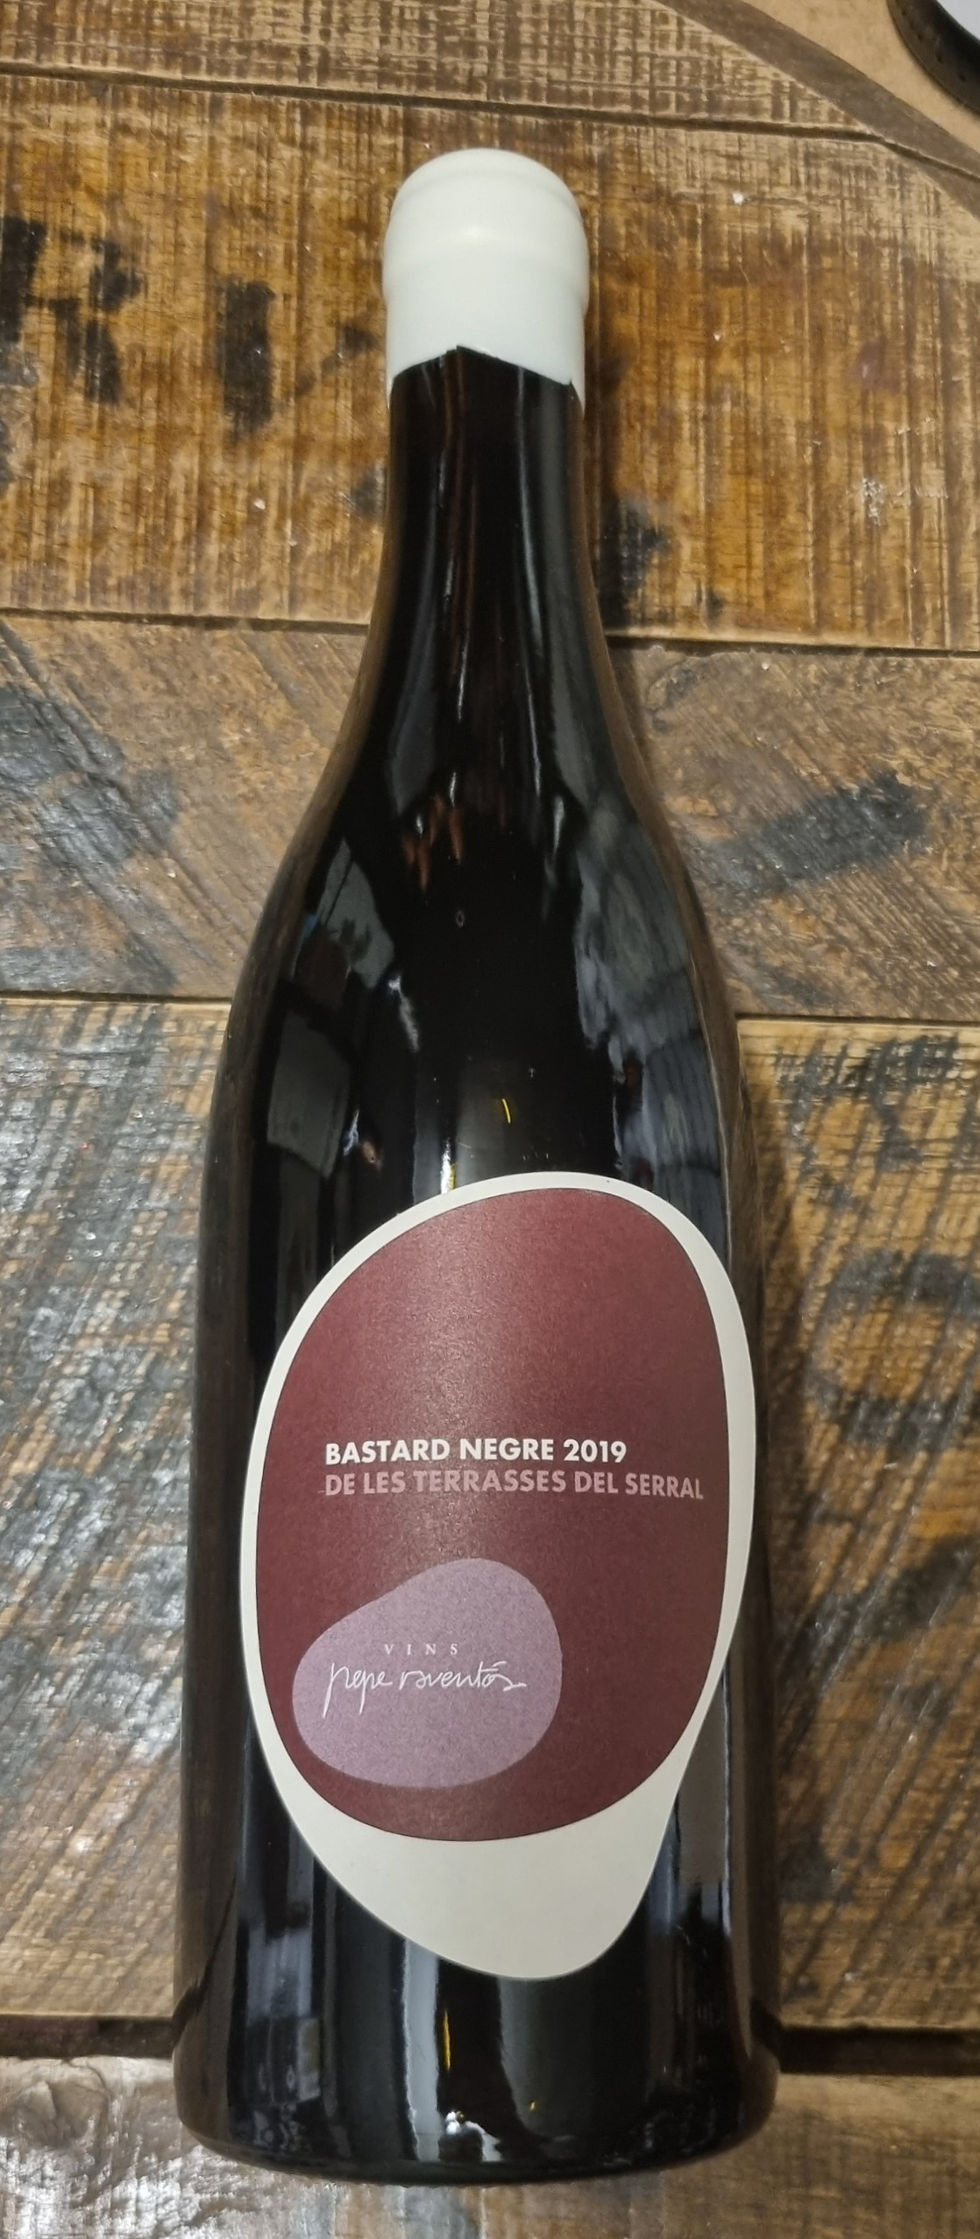 BASTARD NEGRE 2019
DE LES TERRASSES DEL SERRAL
VINS
pepe raventós